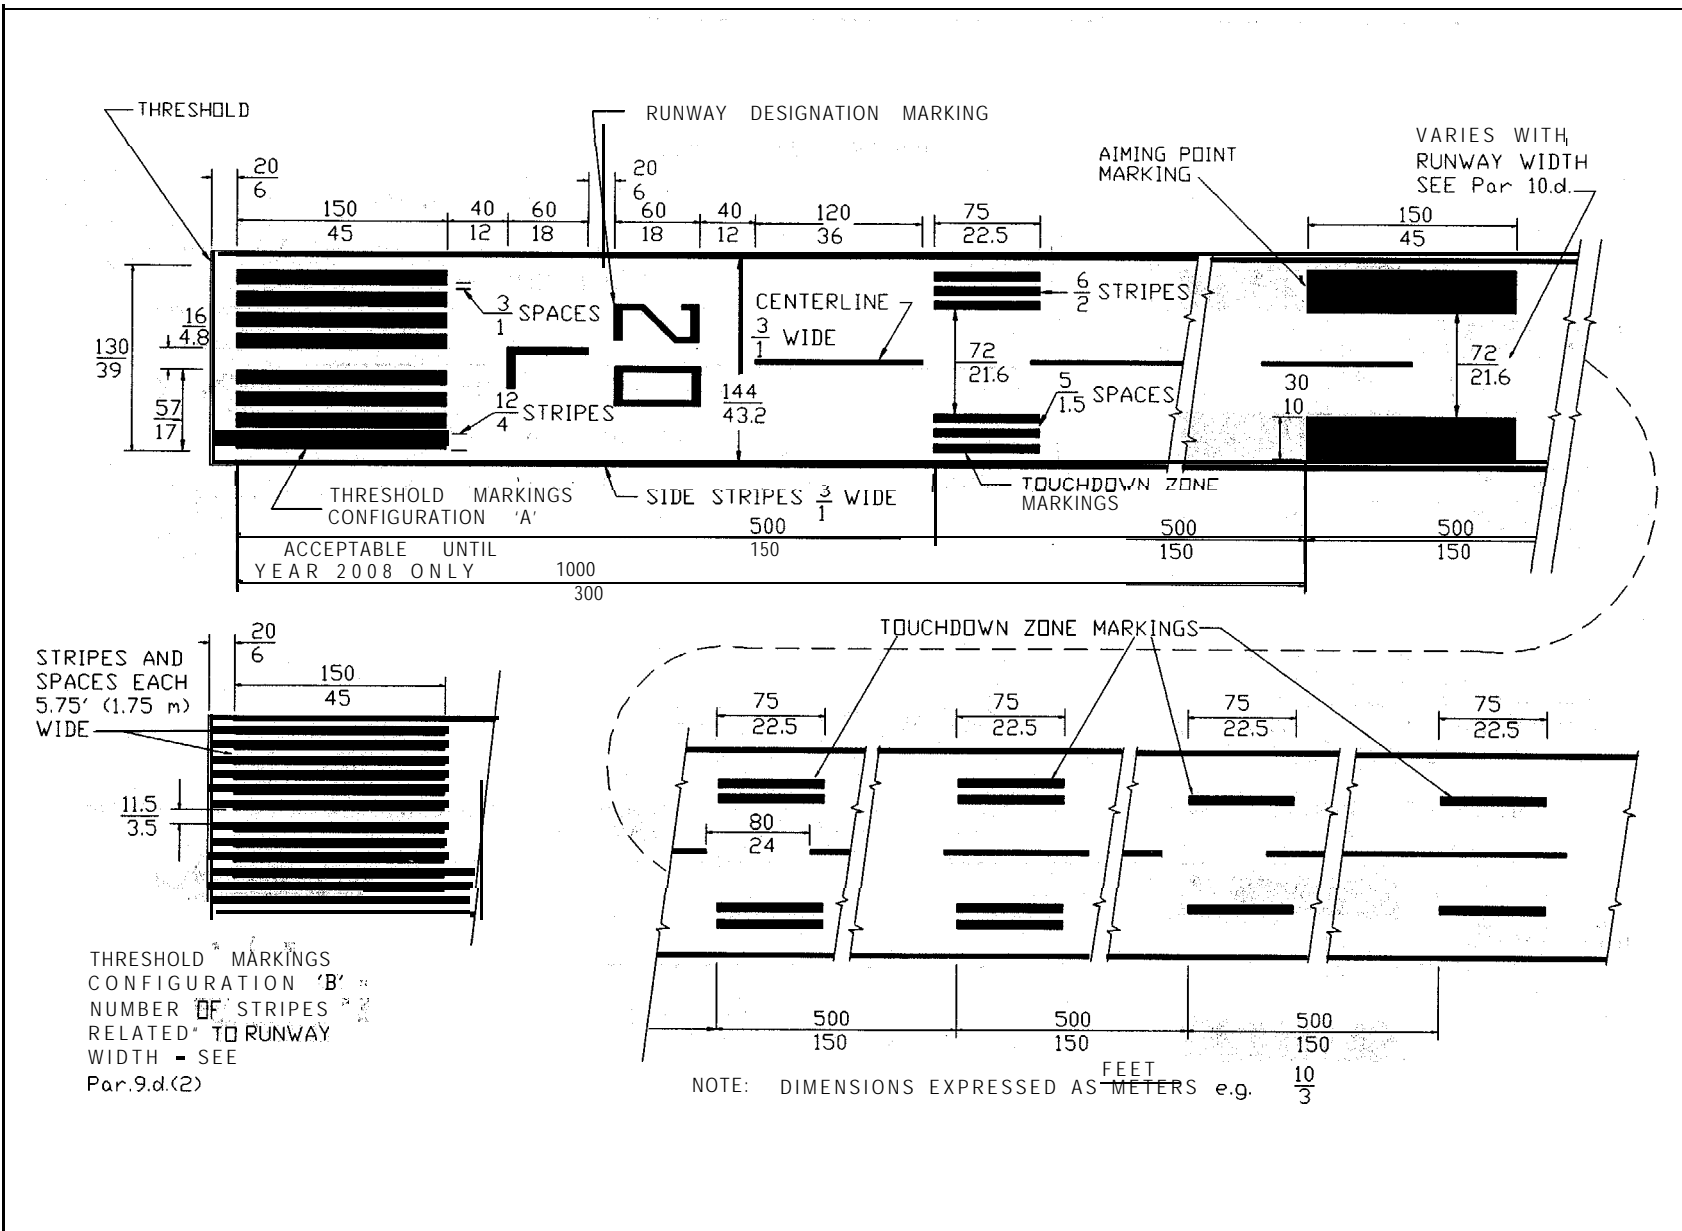 THRESHOLD
RUNWAY DESIGNATION MARKING
AIMING POINT
MARKING
VARIES WITH
RUNWAY WIDTH
SEE Par 10.d.
20
6
150
45
40
12
60
18
20
6
60
18
40
12
120
36
75
22.5
150
45
3
1
SPACES
6
2
STRIPES
CENTERLINE
3
1
WIDE
16
4.8
130
39
57
17
12
4
STRIPES
144
43.2
72
21.6
5
1.5
SPACES
72
21.6
30
10
L
20
THRESHOLD MARKINGS
CONFIGURATION 'A'
SIDE STRIPES 3/1 WIDE
TOUCHDOWN ZONE
MARKINGS
500
150
500
150
500
150
ACCEPTABLE UNTIL
YEAR 2008 ONLY
1000
300
20
6
STRIPES AND
SPACES EACH
5.75' (1.75 m)
WIDE
150
45
11.5
3.5
THRESHOLD MARKINGS
CONFIGURATION 'B'
NUMBER OF STRIPES
RELATED TO RUNWAY
WIDTH - SEE
Par.9.d.(2)
TOUCHDOWN ZONE MARKINGS
75
22.5
75
22.5
75
22.5
75
22.5
80
24
500
150
500
150
500
150
NOTE: DIMENSIONS EXPRESSED AS FEET/METERS e.g. 10/3